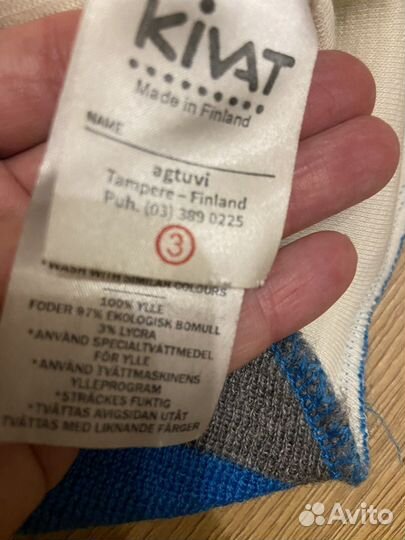 KiVAT
Made in Finland
NAME
agtuvi
Tampere – Finland
Puh. (03) 389 0225
3
*WASH WITH SIMILAR COLOURS
100% YLLE
FODER 97% EKOLOGISK BOMULL
3% LYCRA
*ANVÄND SPECIALTVÄTTMEDEL
FÖR YLLE
*ANVÄND TVÄTTMASKINENS
YLLEPROGRAM
*STRÄCKES FUKTIG
TVÄTTAS AVIGSIDAN UTÅT
TVÄTTAS MED LIKNANDE FÄRGER
Avito